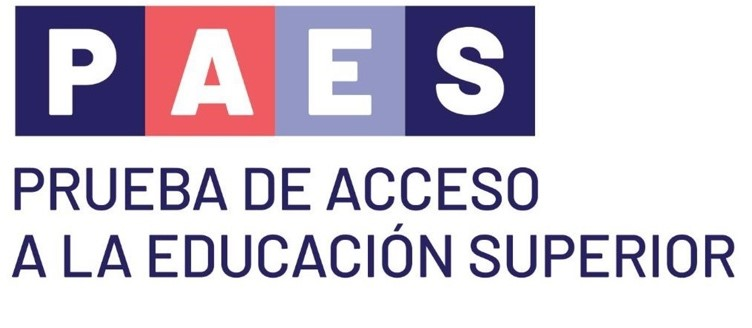 PAES
PRUEBA DE ACCESO
A LA EDUCACIÓN SUPERIOR